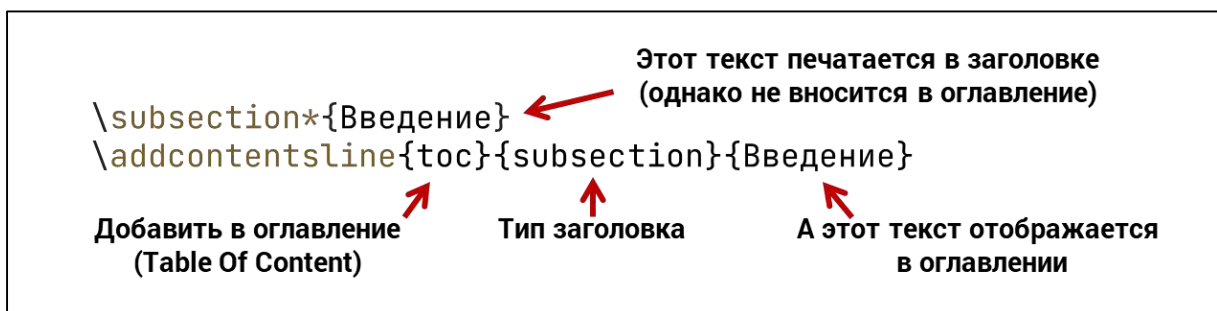 Этот текст печатается в заголовке
(однако не вносится в оглавление)
\subsection*{Введение}
\addcontentsline{toc}{subsection}{Введение}
Добавить в оглавление
(Table Of Content)
Тип заголовка
А этот текст отображается
в оглавлении